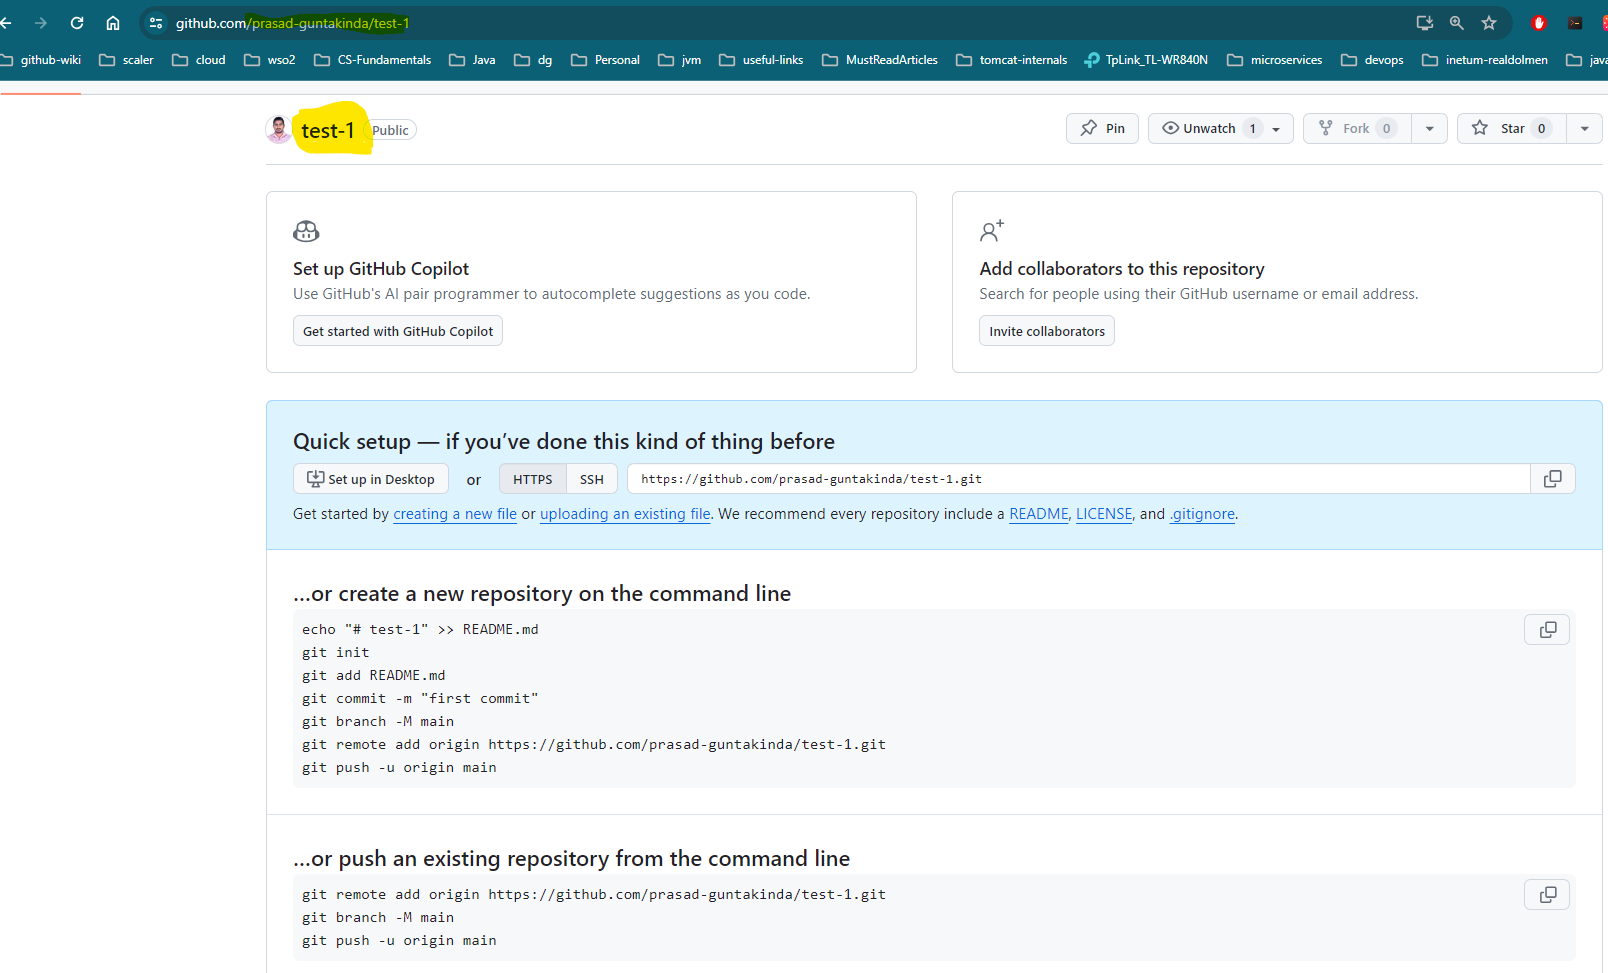 github.com/prasad-guntakinda/test-1
github-wiki scaler cloud wso2 CS-Fundamentals Java dg Personal jvm useful-links MustReadArticles tomcat-internals TpLink_TL-WR840N microservices devops inetum-realdolmen java
test-1 Public Pin Unwatch 1 Fork 0 Star 0
Set up GitHub Copilot
Use GitHub's AI pair programmer to autocomplete suggestions as you code.
Get started with GitHub Copilot
Add collaborators to this repository
Search for people using their GitHub username or email address.
Invite collaborators
Quick setup — if you’ve done this kind of thing before
Set up in Desktop or HTTPS SSH https://github.com/prasad-guntakinda/test-1.git
Get started by creating a new file or uploading an existing file. We recommend every repository include a README, LICENSE, and .gitignore.
…or create a new repository on the command line
echo "# test-1" >> README.md
git init
git add README.md
git commit -m "first commit"
git branch -M main
git remote add origin https://github.com/prasad-guntakinda/test-1.git
git push -u origin main
…or push an existing repository from the command line
git remote add origin https://github.com/prasad-guntakinda/test-1.git
git branch -M main
git push -u origin main